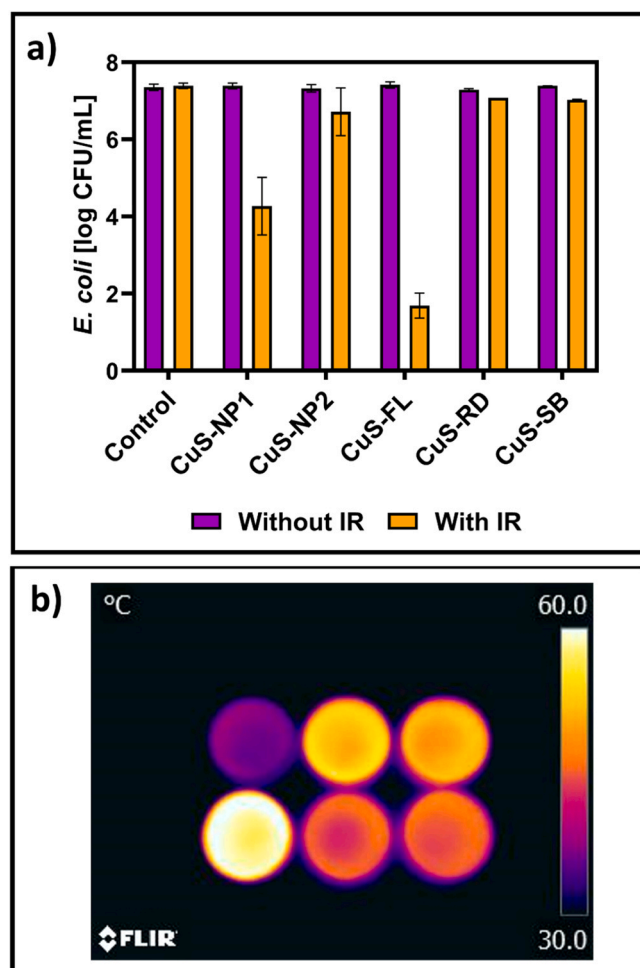 a)
E. coli [log CFU/mL]
8
6
4
2
0
Control
CuS-NP1
CuS-NP2
CuS-FL
CuS-RD
CuS-SB
Without IR
With IR
b)
ºC
60.0
30.0
FLIR